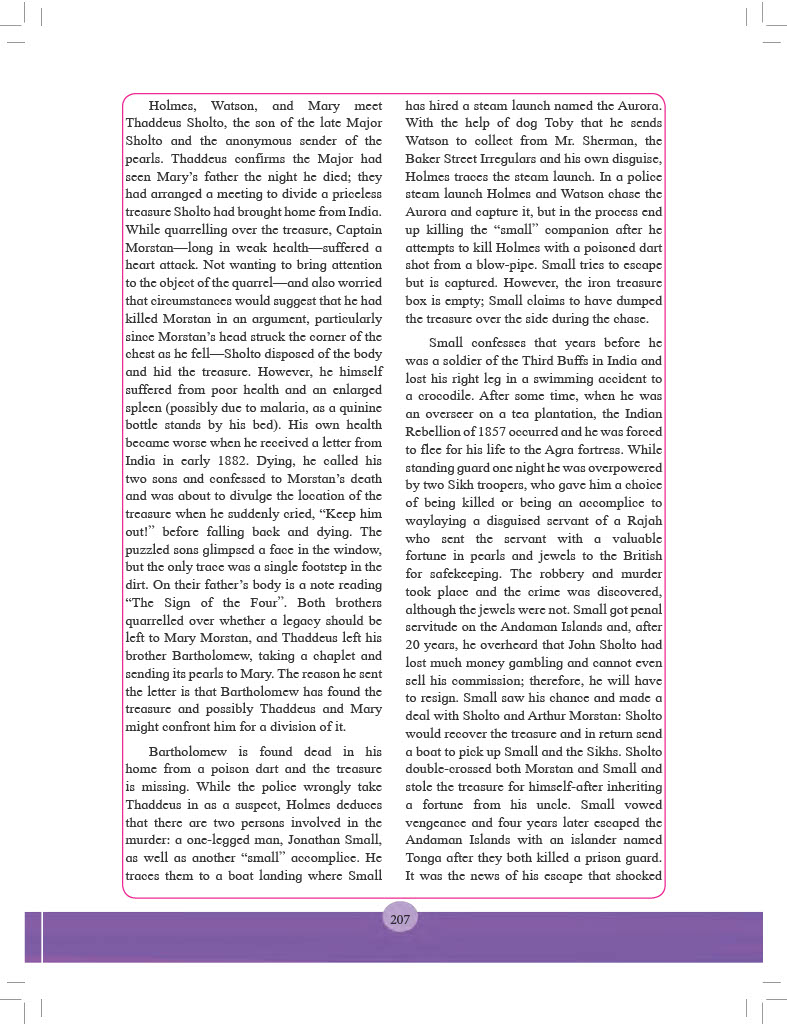 Holmes, Watson, and Mary meet
Thaddeus Sholto, the son of the late Major
Sholto and the anonymous sender of the
pearls. Thaddeus confirms the Major had
seen Mary’s father the night he died; they
had arranged a meeting to divide a priceless
treasure Sholto had brought home from India.
While quarrelling over the treasure, Captain
Morstan—long in weak health—suffered a
heart attack. Not wanting to bring attention
to the object of the quarrel—and also worried
that circumstances would suggest that he had
killed Morstan in an argument, particularly
since Morstan’s head struck the corner of the
chest as he fell—Sholto disposed of the body
and hid the treasure. However, he himself
suffered from poor health and an enlarged
spleen (possibly due to malaria, as a quinine
bottle stands by his bed). His own health
became worse when he received a letter from
India in early 1882. Dying, he called his
two sons and confessed to Morstan’s death
and was about to divulge the location of the
treasure when he suddenly cried, “Keep him
out!” before falling back and dying. The
puzzled sons glimpsed a face in the window,
but the only trace was a single footstep in the
dirt. On their father’s body is a note reading
“The Sign of the Four”. Both brothers
quarrelled over whether a legacy should be
left to Mary Morstan, and Thaddeus left his
brother Bartholomew, taking a chaplet and
sending its pearls to Mary. The reason he sent
the letter is that Bartholomew has found the
treasure and possibly Thaddeus and Mary
might confront him for a division of it.
Bartholomew is found dead in his
home from a poison dart and the treasure
is missing. While the police wrongly take
Thaddeus in as a suspect, Holmes deduces
that there are two persons involved in the
murder: a one-legged man, Jonathan Small,
as well as another “small” accomplice. He
traces them to a boat landing where Small
has hired a steam launch named the Aurora.
With the help of dog Toby that he sends
Watson to collect from Mr. Sherman, the
Baker Street Irregulars and his own disguise,
Holmes traces the steam launch. In a police
steam launch Holmes and Watson chase the
Aurora and capture it, but in the process end
up killing the “small” companion after he
attempts to kill Holmes with a poisoned dart
shot from a blow-pipe. Small tries to escape
but is captured. However, the iron treasure
box is empty; Small claims to have dumped
the treasure over the side during the chase.
Small confesses that years before he
was a soldier of the Third Buffs in India and
lost his right leg in a swimming accident to
a crocodile. After some time, when he was
an overseer on a tea plantation, the Indian
Rebellion of 1857 occurred and he was forced
to flee for his life to the Agra fortress. While
standing guard one night he was overpowered
by two Sikh troopers, who gave him a choice
of being killed or being an accomplice to
waylaying a disguised servant of a Rajah
who sent the servant with a valuable
fortune in pearls and jewels to the British
for safekeeping. The robbery and murder
took place and the crime was discovered,
although the jewels were not. Small got penal
servitude on the Andaman Islands and, after
20 years, he overheard that John Sholto had
lost much money gambling and cannot even
sell his commission; therefore, he will have
to resign. Small saw his chance and made a
deal with Sholto and Arthur Morstan: Sholto
would recover the treasure and in return send
a boat to pick up Small and the Sikhs. Sholto
double-crossed both Morstan and Small and
stole the treasure for himself-after inheriting
a fortune from his uncle. Small vowed
vengeance and four years later escaped the
Andaman Islands with an islander named
Tonga after they both killed a prison guard.
It was the news of his escape that shocked
207